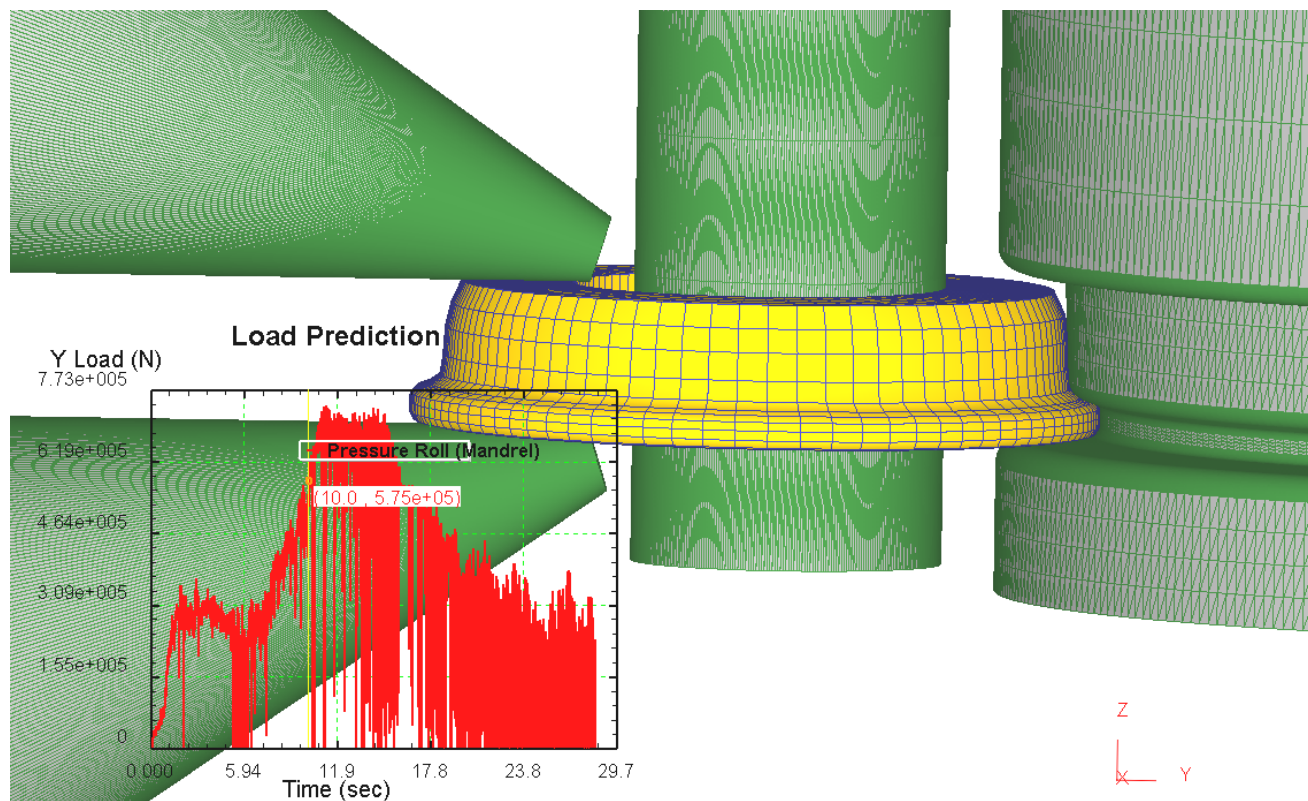 Load Prediction
Y Load (N)
7.73e+005
6.19e+005
Pressure Roll (Mandrel)
(10.0 , 5.75e+05)
4.64e+005
3.09e+005
1.55e+005
0
0.000 5.94 11.9 17.8 23.8 29.7
Time (sec)
Z
X Y